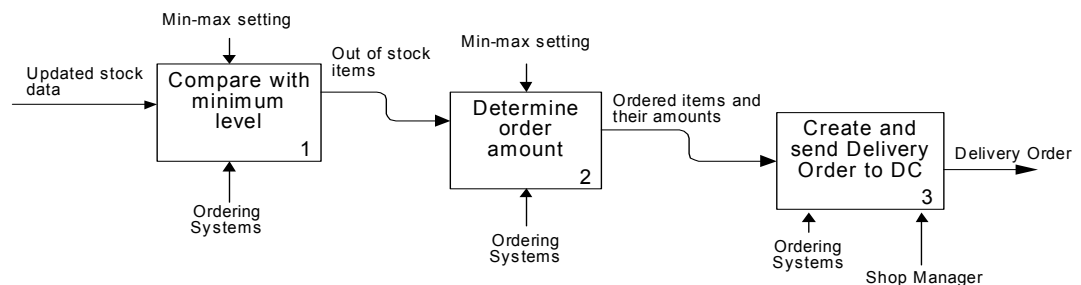 Min-max setting
Updated stock
data
Compare with
minimum
level
1
Ordering
Systems
Out of stock
items
Min-max setting
Determine
order
amount
2
Ordering
Systems
Ordered items and
their amounts
Create and
send Delivery
Order to DC
3
Ordering
Systems
Shop Manager
Delivery Order